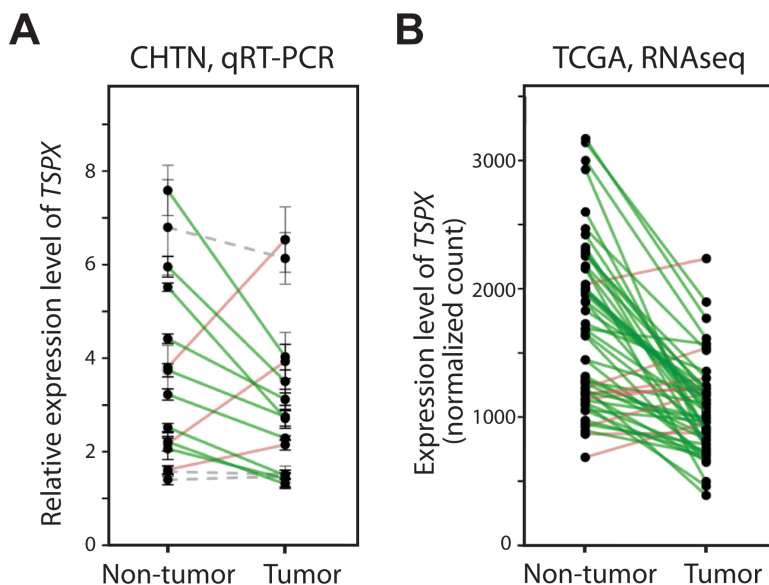 A
CHTN, qRT-PCR
Relative expression level of TSPX
8
6
4
2
0
Non-tumor
Tumor
B
TCGA, RNAseq
Expression level of TSPX
(normalized count)
3000
2000
1000
0
Non-tumor
Tumor